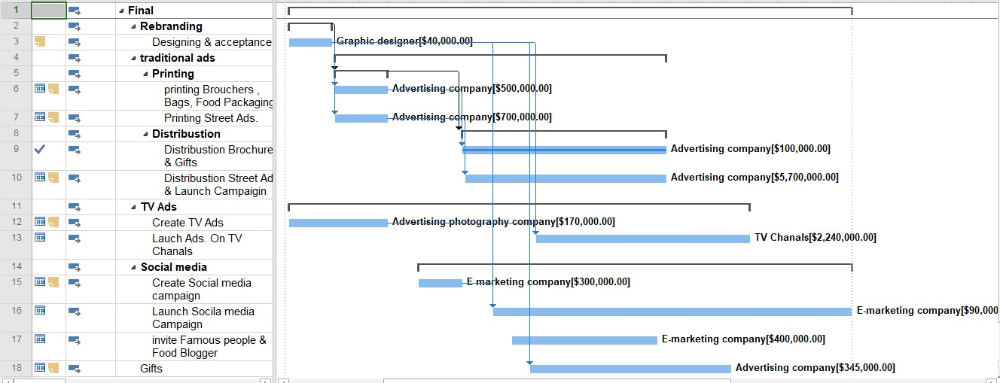 1 Final
2 Rebranding
3 Designing & acceptance Graphic designer[$40,000.00]
4 traditional ads
5 Printing
6 printing Brouchers , Advertising company[$500,000.00]
Bags, Food Packaging
7 Printing Street Ads. Advertising company[$700,000.00]
8 Distribustion
9 Distribustion Brochure Advertising company[$100,000.00]
& Gifts
10 Distribustion Street Ad Advertising company[$5,700,000.00]
& Launch Campaigin
11 TV Ads
12 Create TV Ads Advertising photography company[$170,000.00]
13 Lauch Ads. On TV TV Chanals[$2,240,000.00]
Chanals
14 Social media
15 Create Social media E marketing company[$300,000.00]
campaign
16 Launch Socila media E-marketing company[$90,000
Campaign
17 invite Famous people & E-marketing company[$400,000.00]
Food Blogger
18 Gifts Advertising company[$345,000.00]